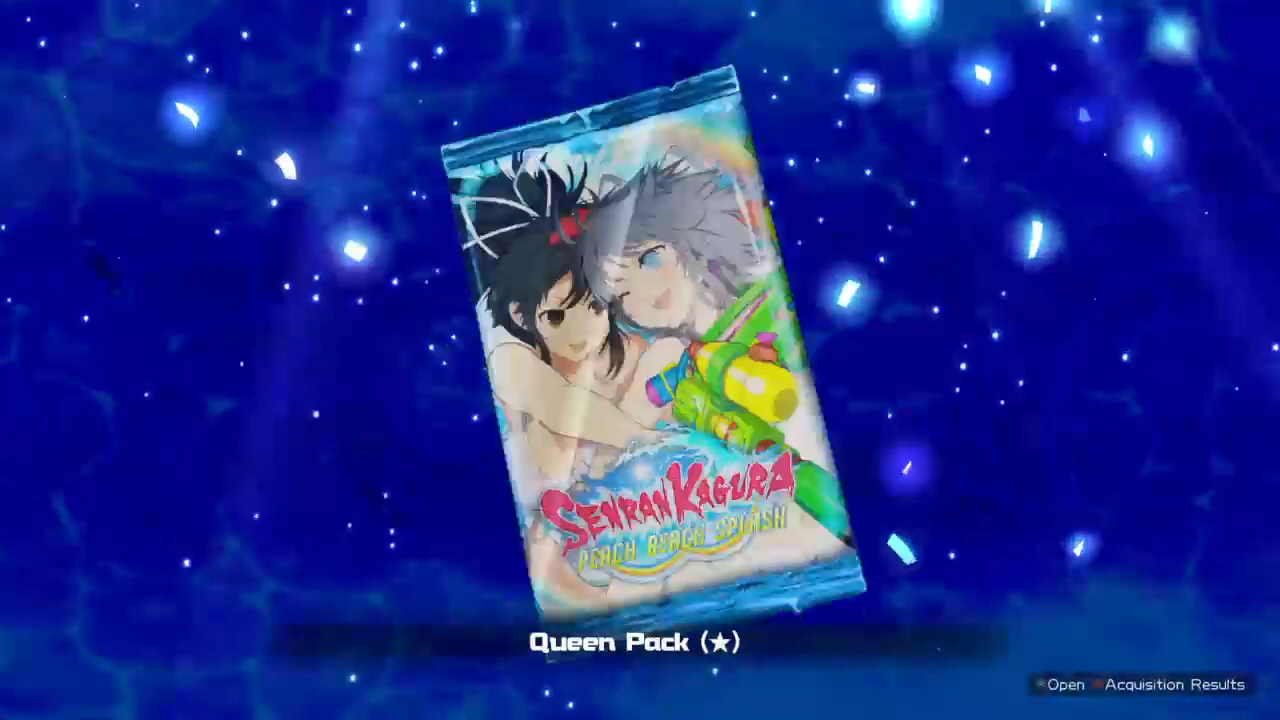 SENRAN KAGURA
PEACH BEACH SPLASH
Queen Pack (★)
Open Acquisition Results